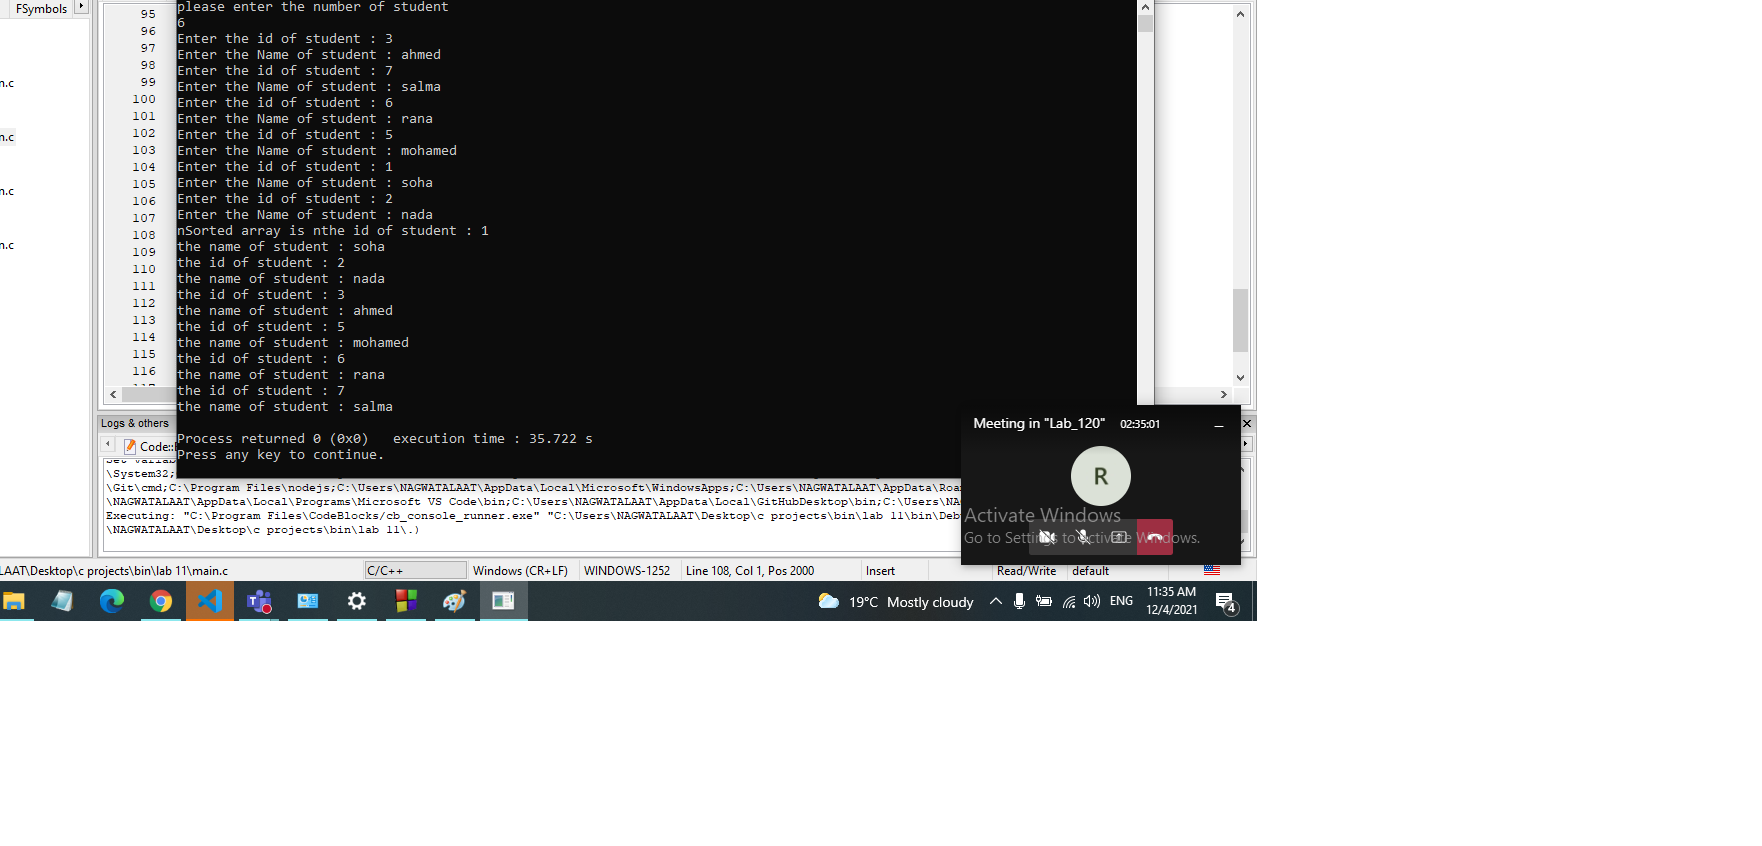 FSymbols
n.c
n.c
n.c
n.c
95
96
97
98
99
100
101
102
103
104
105
106
107
108
109
110
111
112
113
114
115
116
please enter the number of student
6
Enter the id of student : 3
Enter the Name of student : ahmed
Enter the id of student : 7
Enter the Name of student : salma
Enter the id of student : 6
Enter the Name of student : rana
Enter the id of student : 5
Enter the Name of student : mohamed
Enter the id of student : 1
Enter the Name of student : soha
Enter the id of student : 2
Enter the Name of student : nada
nSorted array is nthe id of student : 1
the name of student : soha
the id of student : 2
the name of student : nada
the id of student : 3
the name of student : ahmed
the id of student : 5
the name of student : mohamed
the id of student : 6
the name of student : rana
the id of student : 7
the name of student : salma
Process returned 0 (0x0)   execution time : 35.722 s
Press any key to continue.
Logs & others
Code::
\System32;
\Git\cmd;C:\Program Files\nodejs;C:\Users\NAGWATALAAT\AppData\Local\Microsoft\WindowsApps;C:\Users\NAGWATALAAT\AppData\Roa
\NAGWATALAAT\AppData\Local\Programs\Microsoft VS Code\bin;C:\Users\NAGWATALAAT\AppData\Local\GitHubDesktop\bin;C:\Users\NA
Executing: "C:\Program Files\CodeBlocks/cb_console_runner.exe" "C:\Users\NAGWATALAAT\Desktop\c projects\bin\lab 11\bin\Deb
\NAGWATALAAT\Desktop\c projects\bin\lab 11\.)
Meeting in "Lab_120" 02:35:01
R
Activate Windows
Go to Settings to activate Windows.
LAAT\Desktop\c projects\bin\lab 11\main.c C/C++ Windows (CR+LF) WINDOWS-1252 Line 108, Col 1, Pos 2000 Insert Read/Write default
19°C Mostly cloudy ENG
11:35 AM
12/4/2021
4